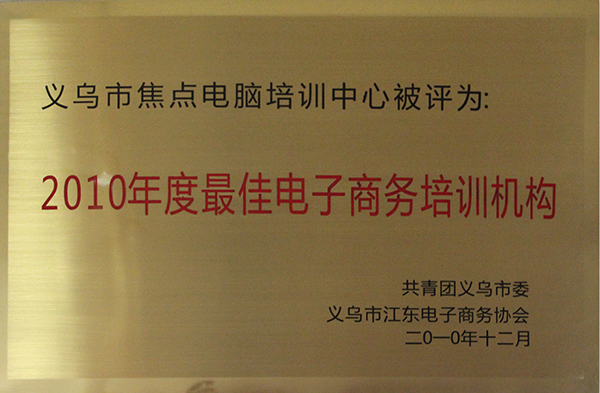 义乌市焦点电脑培训中心被评为:
2010年度最佳电子商务培训机构
共青团义乌市委
义乌市江东电子商务协会
二0一0年十二月